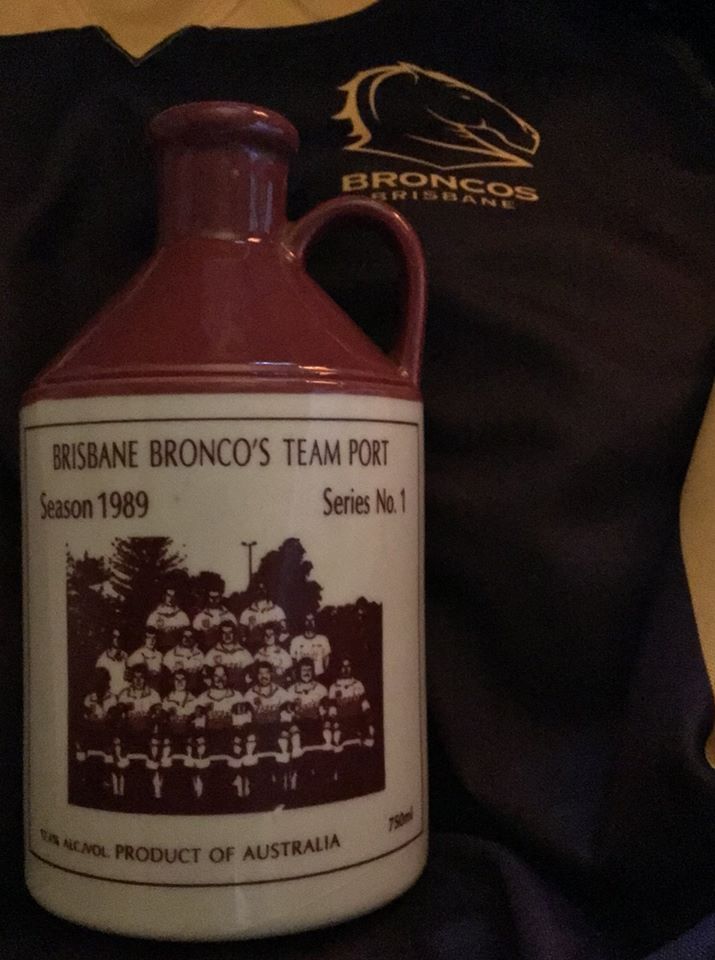 BRONCOS
BRISBANE
BRISBANE BRONCO'S TEAM PORT
Season 1989 Series No. 1
750ml
ALC/VOL. PRODUCT OF AUSTRALIA